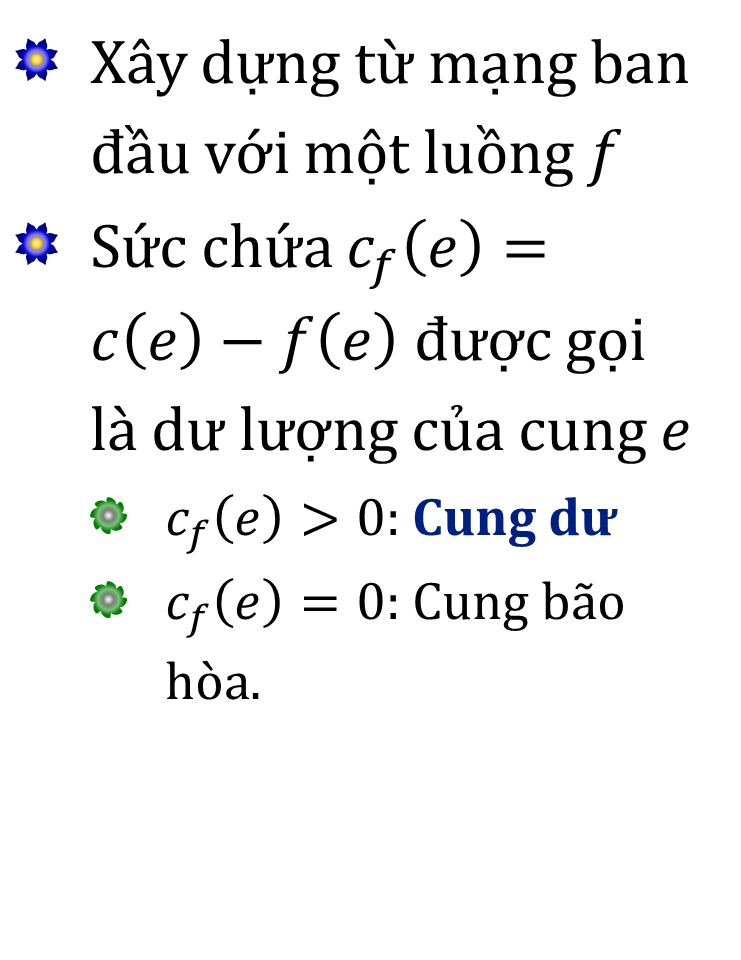 Xây dựng từ mạng ban
đầu với một luồng f
Sức chứa c_f(e) =
c(e) − f(e) được gọi
là dư lượng của cung e
c_f(e) > 0: Cung dư
c_f(e) = 0: Cung bão
hòa.